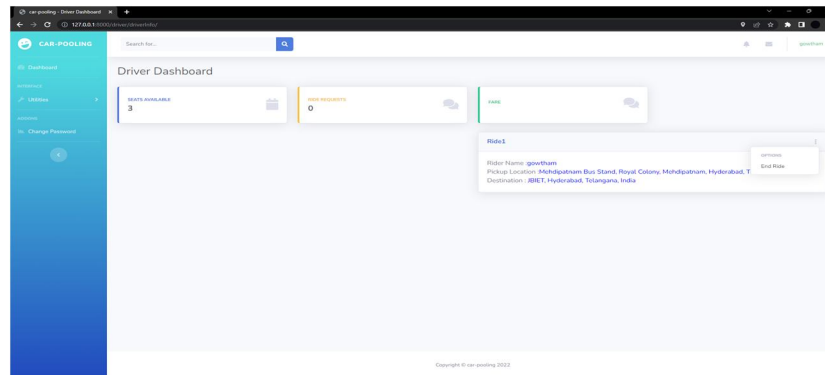 car-pooling - Driver Dashboard
127.0.0.1:8000/driver/driverinfo/
CAR-POOLING
Search for...
gowtham
Dashboard
INTERFACE
Utilities
Change Password
Driver Dashboard
SEATS AVAILABLE
3
RIDE REQUESTS
0
FARE
Ride1
OPTIONS
End Ride
Rider Name :gowtham
Pickup Location :Mehdipatnam Bus Stand, Royal Colony, Mehdipatnam, Hyderabad, T
Destination : JBIET, Hyderabad, Telangana, India
Copyright © car-pooling 2022